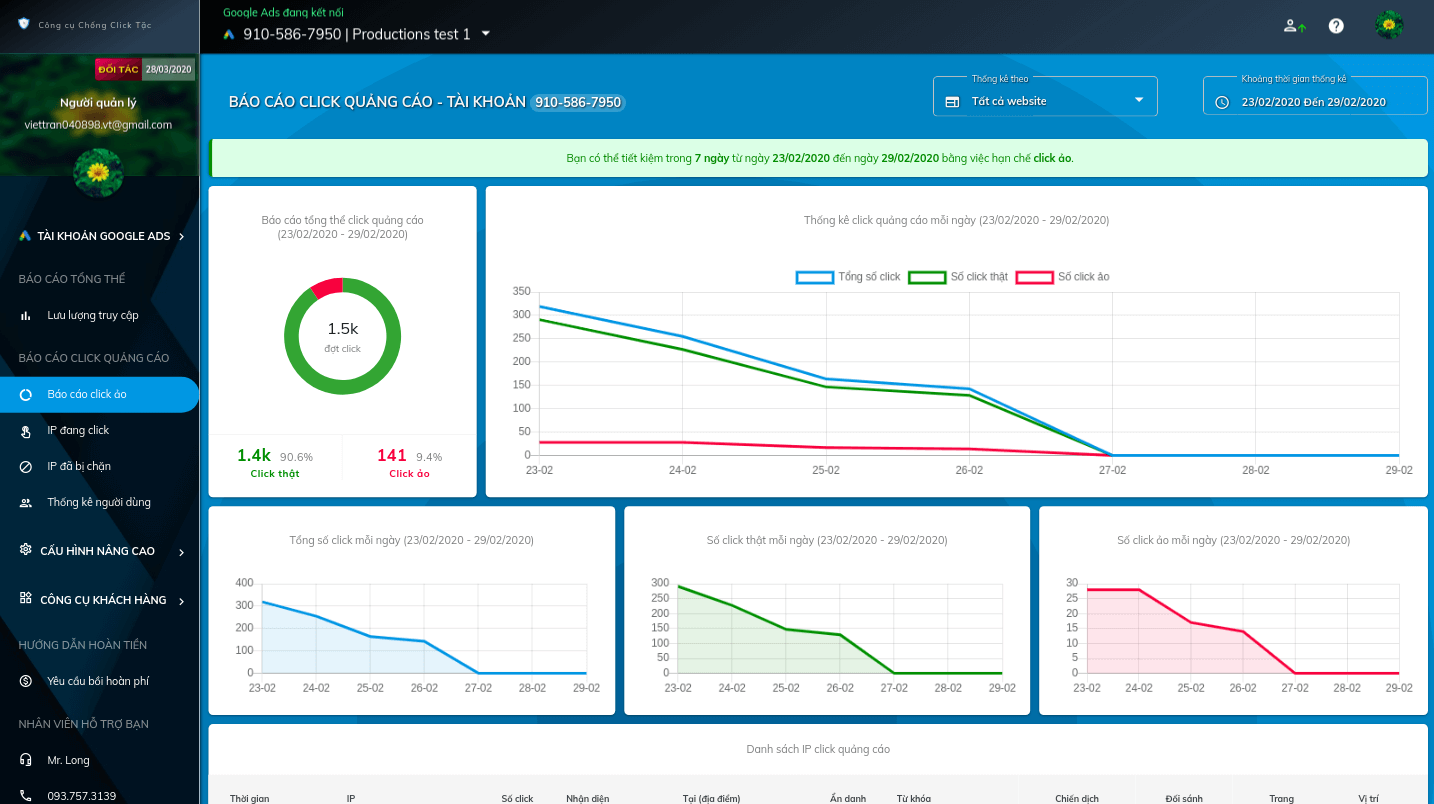 Công cụ Chống Click Tặc
ĐỐI TÁC 28/03/2020
Người quản lý
viettran040898.vt@gmail.com
TÀI KHOẢN GOOGLE ADS
BÁO CÁO TỔNG THỂ
Lưu lượng truy cập
BÁO CÁO CLICK QUẢNG CÁO
Báo cáo click ảo
IP đang click
IP đã bị chặn
Thống kê người dùng
CẤU HÌNH NÂNG CAO
CÔNG CỤ KHÁCH HÀNG
HƯỚNG DẪN HOÀN TIỀN
Yêu cầu bồi hoàn phí
NHÂN VIÊN HỖ TRỢ BẠN
Mr. Long
093.757.3139
Google Ads đang kết nối
910-586-7950 | Productions test 1
BÁO CÁO CLICK QUẢNG CÁO - TÀI KHOẢN 910-586-7950
Thống kê theo
Tất cả website
Khoảng thời gian thống kê
23/02/2020 Đến 29/02/2020
Bạn có thể tiết kiệm trong 7 ngày từ ngày 23/02/2020 đến ngày 29/02/2020 bằng việc hạn chế click ảo.
Báo cáo tổng thể click quảng cáo
(23/02/2020 - 29/02/2020)
1.5k
đợt click
1.4k 90.6%
Click thật
141 9.4%
Click ảo
Thống kê click quảng cáo mỗi ngày (23/02/2020 - 29/02/2020)
Tổng số click Số click thật Số click ảo
350
300
250
200
150
100
50
0
23-02 24-02 25-02 26-02 27-02 28-02 29-02
Tổng số click mỗi ngày (23/02/2020 - 29/02/2020)
400
300
200
100
0
23-02 24-02 25-02 26-02 27-02 28-02 29-02
Số click thật mỗi ngày (23/02/2020 - 29/02/2020)
300
250
200
150
100
50
0
23-02 24-02 25-02 26-02 27-02 28-02 29-02
Số click ảo mỗi ngày (23/02/2020 - 29/02/2020)
30
25
20
15
10
5
0
23-02 24-02 25-02 26-02 27-02 28-02 29-02
Danh sách IP click quảng cáo
Thời gian IP Số click Nhận diện Tại (địa điểm) Ẩn danh Từ khóa Chiến dịch Đối sánh Trang Vị trí